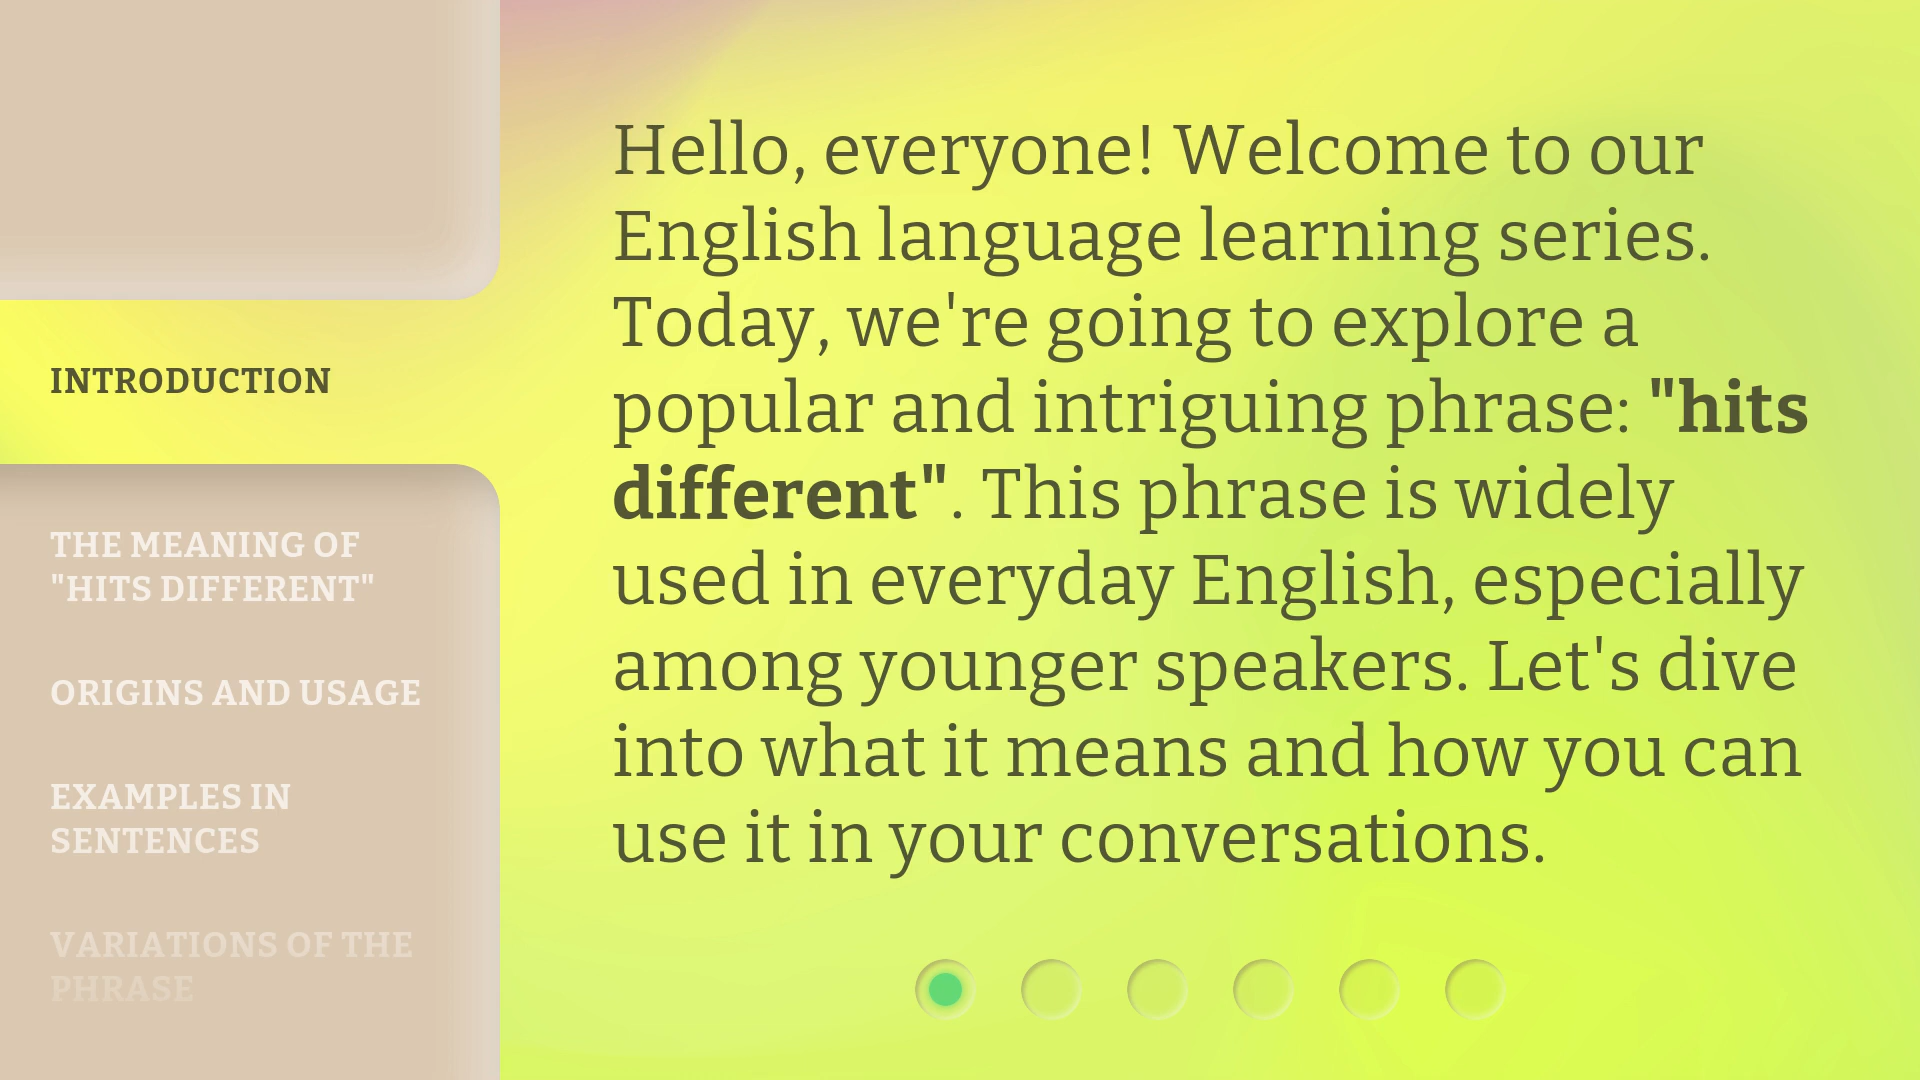 INTRODUCTION
THE MEANING OF
"HITS DIFFERENT"
ORIGINS AND USAGE
EXAMPLES IN
SENTENCES
VARIATIONS OF THE
PHRASE
Hello, everyone! Welcome to our
English language learning series.
Today, we're going to explore a
popular and intriguing phrase: "hits
different". This phrase is widely
used in everyday English, especially
among younger speakers. Let's dive
into what it means and how you can
use it in your conversations.